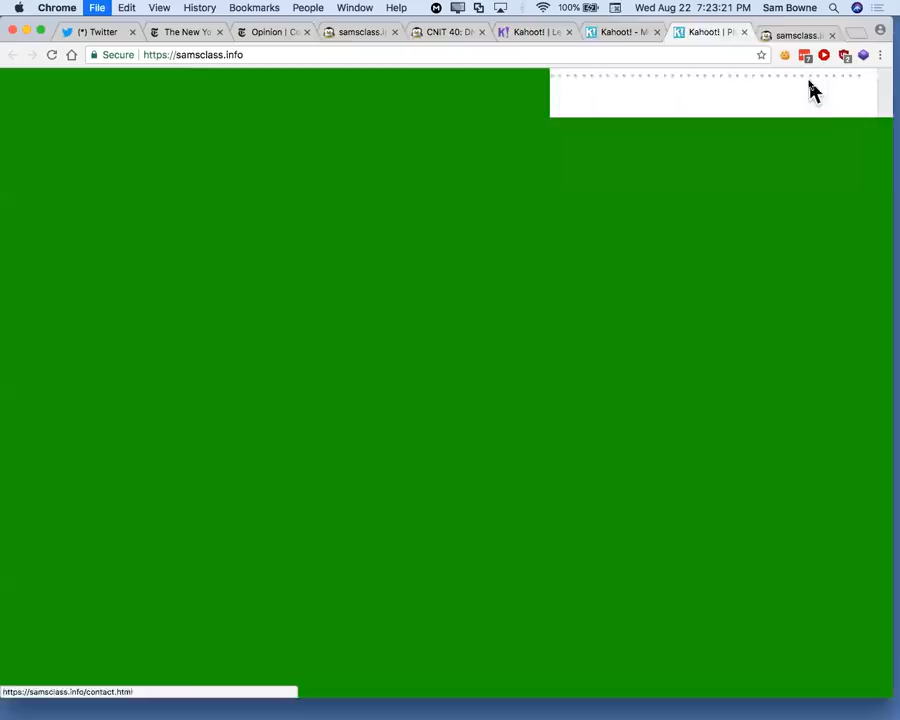 Chrome File Edit View History Bookmarks People Window Help 100% Wed Aug 22 7:23:21 PM Sam Bowne
(*) Twitter The New Yo Opinion | C samsclass.i CNIT 40: D Kahoot! | Le Kahoot! - M Kahoot! | Pl samsclass.i
Secure https://samsclass.info 7 2
https://samsclass.info/contact.html